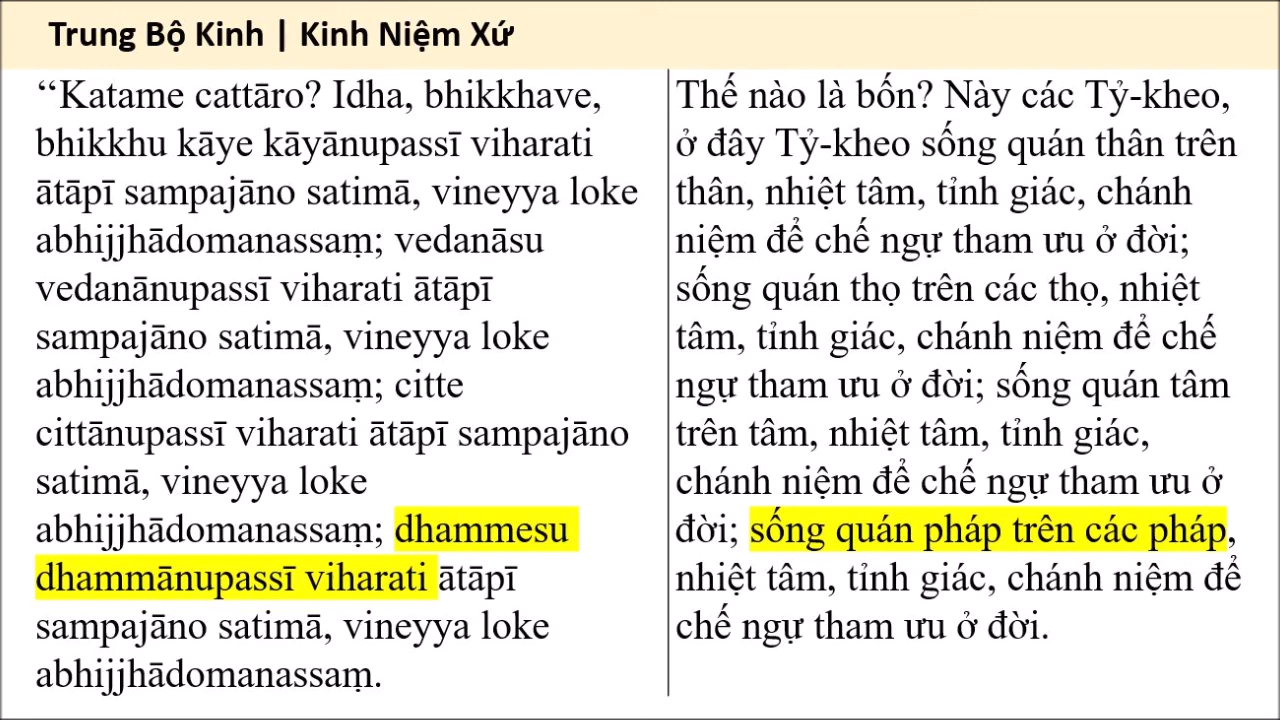 Trung Bộ Kinh | Kinh Niệm Xứ
‘‘Katame cattāro? Idha, bhikkhave,
bhikkhu kāye kāyānupassī viharati
ātāpī sampajāno satimā, vineyya loke
abhijjhādomanassaṃ; vedanāsu
vedanānupassī viharati ātāpī
sampajāno satimā, vineyya loke
abhijjhādomanassaṃ; citte
cittānupassī viharati ātāpī sampajāno
satimā, vineyya loke
abhijjhādomanassaṃ; dhammesu
dhammānupassī viharati ātāpī
sampajāno satimā, vineyya loke
abhijjhādomanassaṃ.
Thế nào là bốn? Này các Tỷ-kheo,
ở đây Tỷ-kheo sống quán thân trên
thân, nhiệt tâm, tỉnh giác, chánh
niệm để chế ngự tham ưu ở đời;
sống quán thọ trên các thọ, nhiệt
tâm, tỉnh giác, chánh niệm để chế
ngự tham ưu ở đời; sống quán tâm
trên tâm, nhiệt tâm, tỉnh giác,
chánh niệm để chế ngự tham ưu ở
đời; sống quán pháp trên các pháp,
nhiệt tâm, tỉnh giác, chánh niệm để
chế ngự tham ưu ở đời.